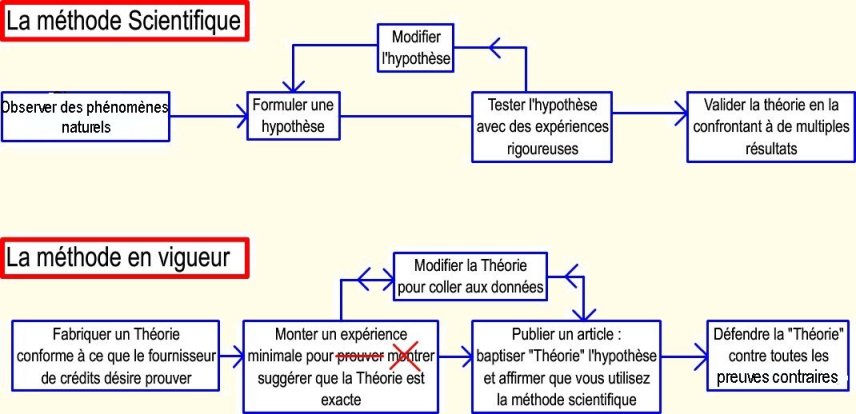 La méthode Scientifique
Modifier
l'hypothèse
Observer des phénomènes
naturels
Formuler une
hypothèse
Tester l'hypothèse
avec des expériences
rigoureuses
Valider la théorie en la
confrontant à de multiples
résultats
La méthode en vigueur
Modifier la Théorie
pour coller aux données
Fabriquer un Théorie
conforme à ce que le fournisseur
de crédits désire prouver
Monter un expérience
minimale pour prouver montrer
suggérer que la Théorie est
exacte
Publier un article :
baptiser "Théorie" l'hypothèse
et affirmer que vous utilisez
la méthode scientifique
Défendre la "Théorie"
contre toutes les
preuves contraires